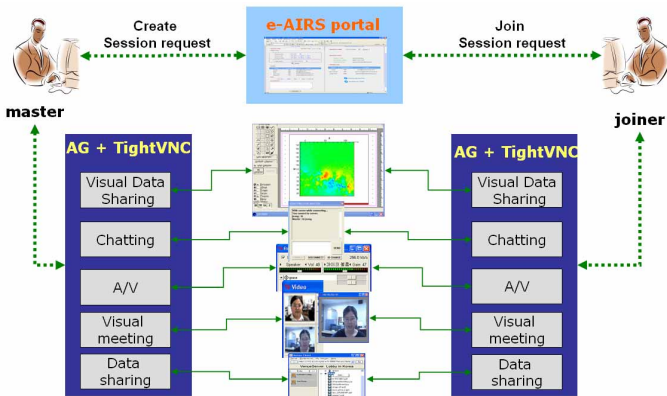 Create
Session request
e-AIRS portal
Join
Session request
master
joiner
AG + TightVNC
Visual Data
Sharing
Chatting
A/V
Visual
meeting
Data
sharing
Video
AG + TightVNC
Visual Data
Sharing
Chatting
A/V
Visual
meeting
Data
sharing